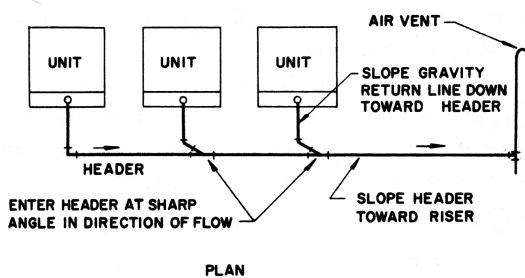 AIR VENT
UNIT
UNIT
UNIT
SLOPE GRAVITY
RETURN LINE DOWN
TOWARD HEADER
HEADER
ENTER HEADER AT SHARP
ANGLE IN DIRECTION OF FLOW
SLOPE HEADER
TOWARD RISER
PLAN